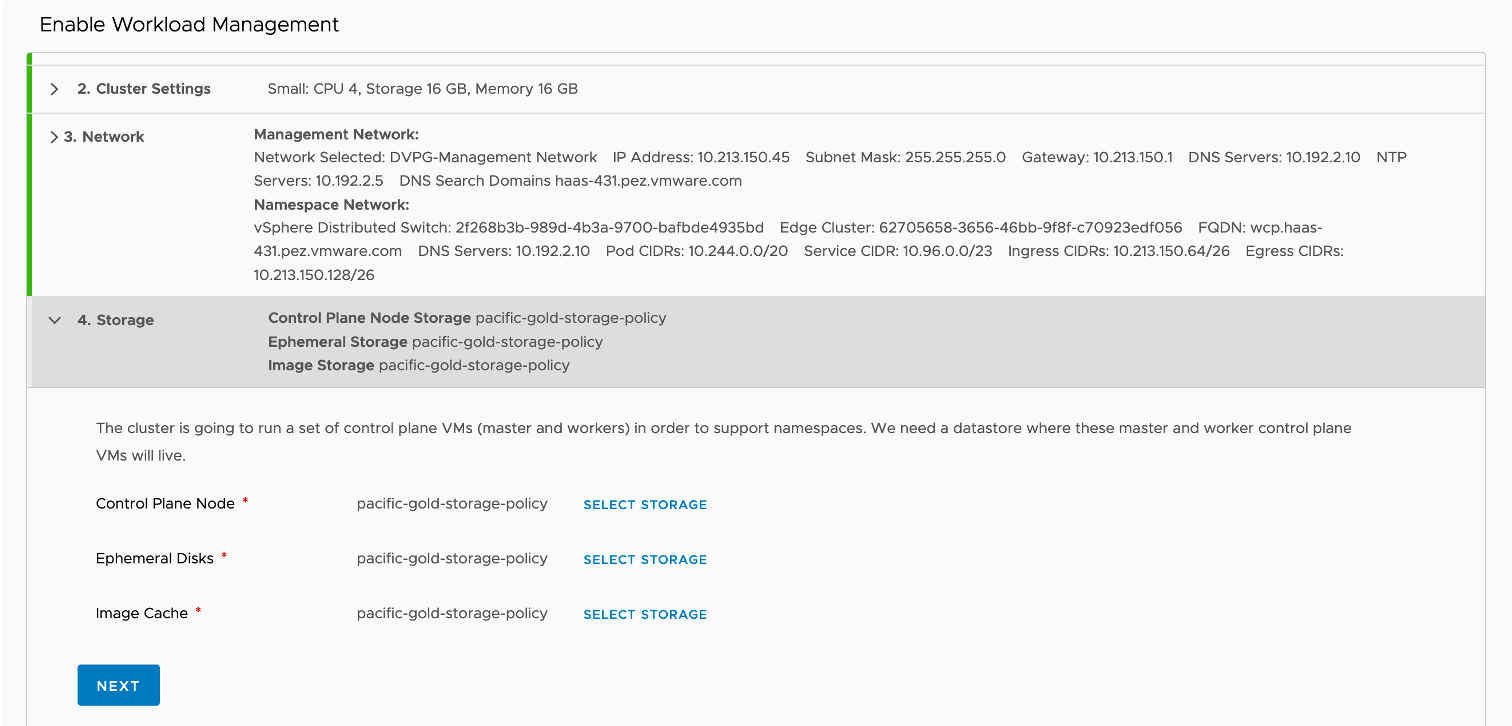 Enable Workload Management
2. Cluster Settings Small: CPU 4, Storage 16 GB, Memory 16 GB
3. Network Management Network:
Network Selected: DVPG-Management Network IP Address: 10.213.150.45 Subnet Mask: 255.255.255.0 Gateway: 10.213.150.1 DNS Servers: 10.192.2.10 NTP
Servers: 10.192.2.5 DNS Search Domains haas-431.pez.vmware.com
Namespace Network:
vSphere Distributed Switch: 2f268b3b-989d-4b3a-9700-bafbde4935bd Edge Cluster: 62705658-3656-46bb-9f8f-c70923edf056 FQDN: wcp.haas-
431.pez.vmware.com DNS Servers: 10.192.2.10 Pod CIDRs: 10.244.0.0/20 Service CIDR: 10.96.0.0/23 Ingress CIDRs: 10.213.150.64/26 Egress CIDRs:
10.213.150.128/26
4. Storage Control Plane Node Storage pacific-gold-storage-policy
Ephemeral Storage pacific-gold-storage-policy
Image Storage pacific-gold-storage-policy
The cluster is going to run a set of control plane VMs (master and workers) in order to support namespaces. We need a datastore where these master and worker control plane
VMs will live.
Control Plane Node * pacific-gold-storage-policy SELECT STORAGE
Ephemeral Disks * pacific-gold-storage-policy SELECT STORAGE
Image Cache * pacific-gold-storage-policy SELECT STORAGE
NEXT